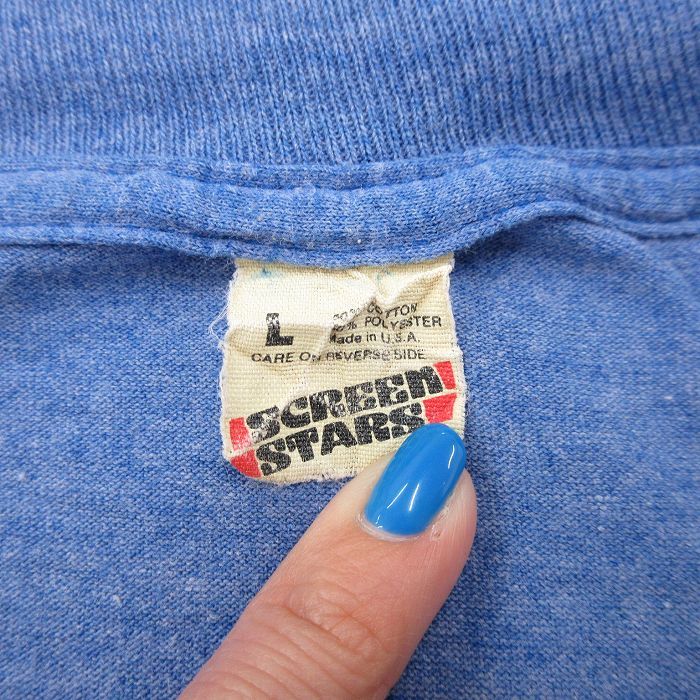 L
COTTON
POLYESTER
Made in U.S.A.
CARE ON REVERSE SIDE
SCREEN
STARS